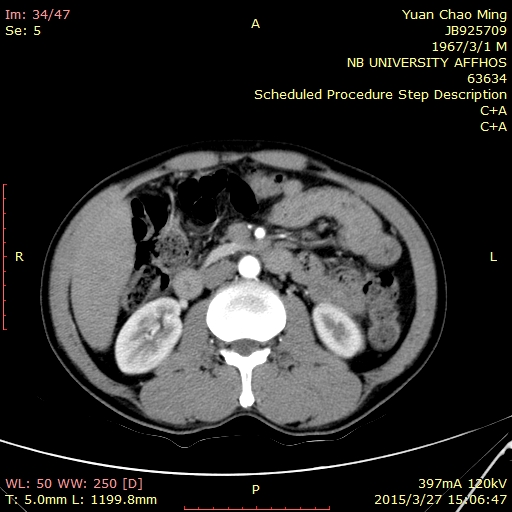 Im: 34/47
Se: 5
A
Yuan Chao Ming
JB925709
1967/3/1 M
NB UNIVERSITY AFFHOS
63634
Scheduled Procedure Step Description
C+A
C+A
R
L
WL: 50 WW: 250 [D]
T: 5.0mm L: 1199.8mm
P
397mA 120kV
2015/3/27 15:06:47